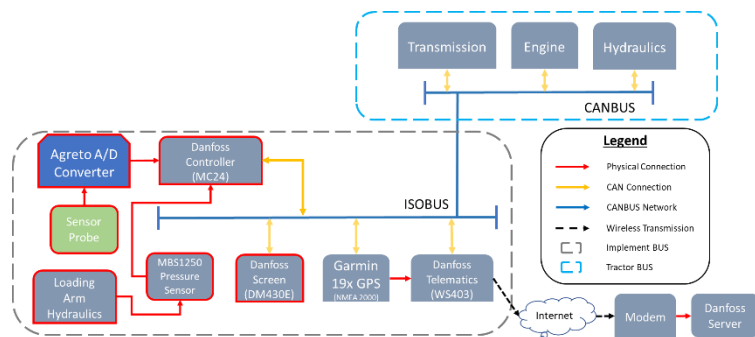 Transmission
Engine
Hydraulics
CANBUS
Agreto A/D
Converter
Danfoss
Controller
(MC24)
Sensor
Probe
ISOBUS
Loading
Arm
Hydraulics
MBS1250
Pressure
Sensor
Danfoss
Screen
(DM430E)
Garmin
19x GPS
(NMEA 2000)
Danfoss
Telematics
(WS403)
Internet
Modem
Danfoss
Server
Legend
Physical Connection
CAN Connection
CANBUS Network
Wireless Transmission
Implement BUS
Tractor BUS